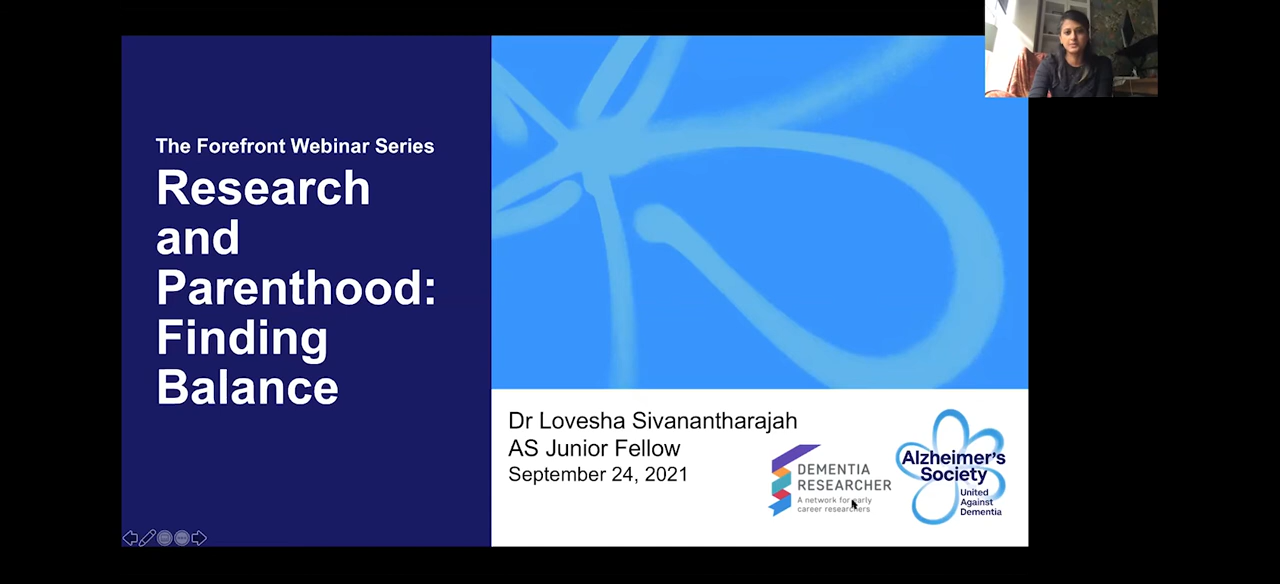 The Forefront Webinar Series
Research
and
Parenthood:
Finding
Balance
Dr Lovesha Sivanantharajah
AS Junior Fellow
September 24, 2021
DEMENTIA
RESEARCHER
A network for early
career researchers
Alzheimer's
Society
United
Against
Dementia